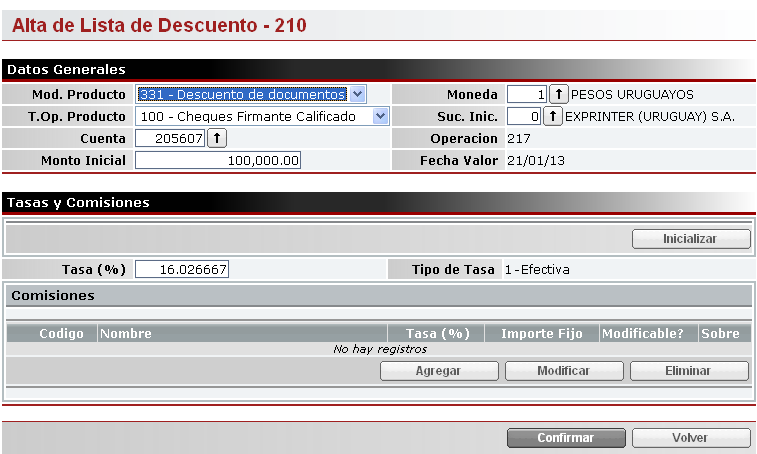 Alta de Lista de Descuento - 210
Datos Generales
Mod. Producto 331 - Descuento de documentos Moneda 1 PESOS URUGUAYOS
T.Op. Producto 100 - Cheques Firmante Calificado Suc. Inic. 0 EXPRINTER (URUGUAY) S.A.
Cuenta 205607 Operacion 217
Monto Inicial 100,000.00 Fecha Valor 21/01/13
Tasas y Comisiones
Inicializar
Tasa (%) 16.026667 Tipo de Tasa 1-Efectiva
Comisiones
Codigo Nombre Tasa (%) Importe Fijo Modificable? Sobre
No hay registros
Agregar Modificar Eliminar
Confirmar Volver